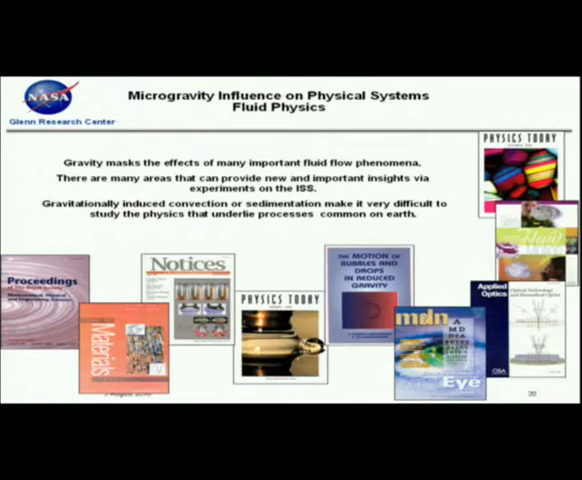 NASA
Glenn Research Center
Microgravity Influence on Physical Systems
Fluid Physics
Gravity masks the effects of many important fluid flow phenomena.
There are many areas that can provide new and important insights via
experiments on the ISS.
Gravitationally induced convection or sedimentation make it very difficult to
study the physics that underlie processes common on earth.
PHYSICS TODAY
Fluid
Proceedings
Notices
Materials
PHYSICS TODAY
THE MOTION OF
BUBBLES AND
DROPS IN
REDUCED
GRAVITY
mdn
A
M D
Eye
Applied
Optics
OSA
20